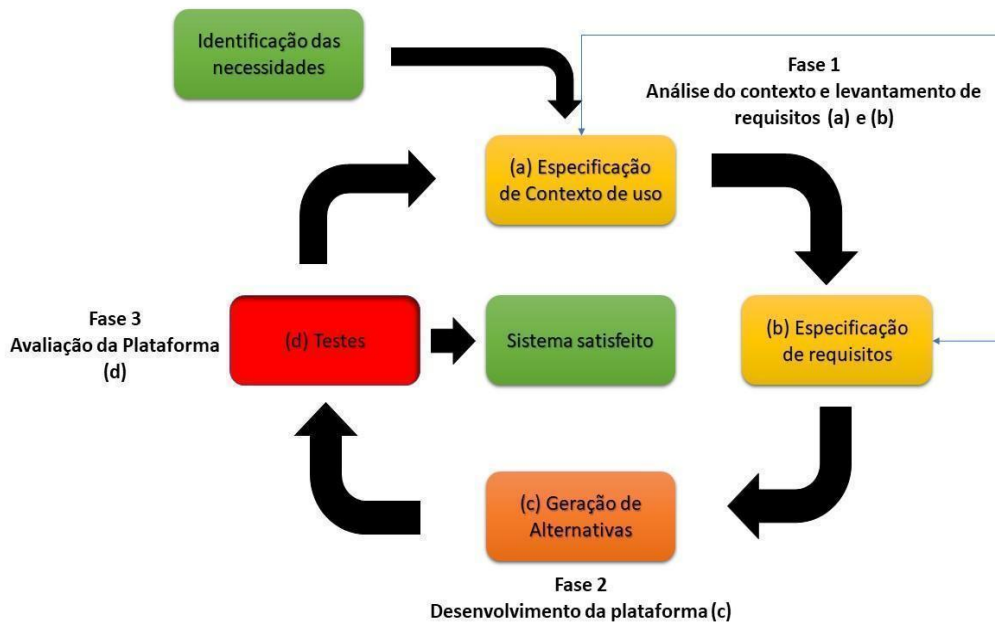 Identificação das
necessidades
Fase 1
Análise do contexto e levantamento de
requisitos (a) e (b)
(a) Especificação
de Contexto de uso
Fase 3
Avaliação da Plataforma
(d)
(d) Testes
Sistema satisfeito
(b) Especificação
de requisitos
(c) Geração de
Alternativas
Fase 2
Desenvolvimento da plataforma (c)